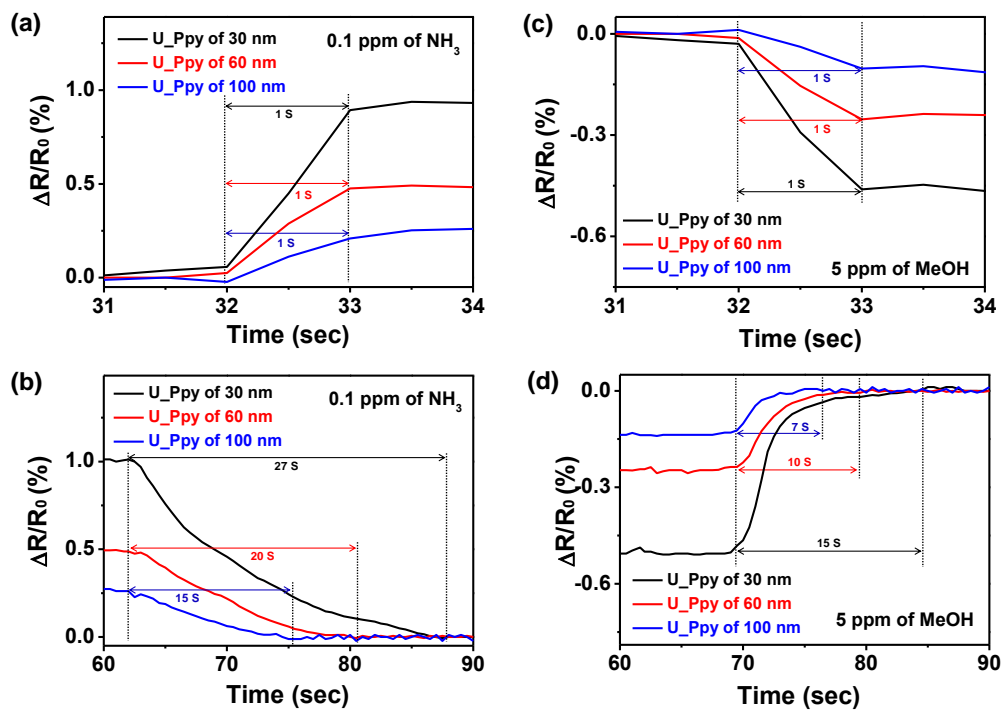 (a)
U_Ppy of 30 nm
U_Ppy of 60 nm
U_Ppy of 100 nm
0.1 ppm of NH₃
1 S
1 S
1 S
1.0
0.5
0.0
ΔR/R₀ (%)
31 32 33 34
Time (sec)
(b)
U_Ppy of 30 nm
U_Ppy of 60 nm
U_Ppy of 100 nm
0.1 ppm of NH₃
27 S
20 S
15 S
1.0
0.5
0.0
ΔR/R₀ (%)
60 70 80 90
Time (sec)
(c)
0.0
-0.3
-0.6
ΔR/R₀ (%)
1 S
1 S
1 S
U_Ppy of 30 nm
U_Ppy of 60 nm
U_Ppy of 100 nm
5 ppm of MeOH
31 32 33 34
Time (sec)
(d)
0.0
-0.3
-0.6
ΔR/R₀ (%)
7 S
10 S
15 S
U_Ppy of 30 nm
U_Ppy of 60 nm
U_Ppy of 100 nm
5 ppm of MeOH
60 70 80 90
Time (sec)